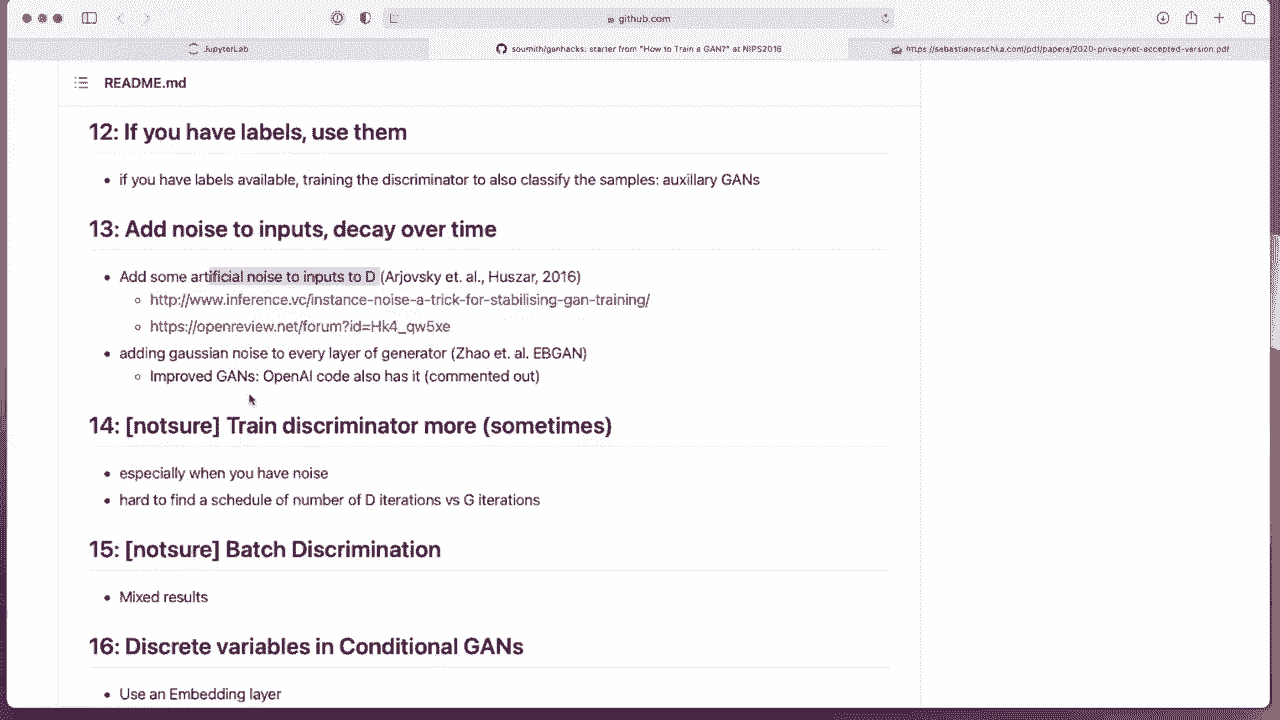 github.com
JupyterLab
soumith/ganhacks: starter from "How to Train a GAN?" at NIPS2016
https://sebastianraschka.com/pdf/papers/2020-privacynet-accepted-version.pdf
README.md
12: If you have labels, use them
• if you have labels available, training the discriminator to also classify the samples: auxillary GANs
13: Add noise to inputs, decay over time
• Add some artificial noise to inputs to D (Arjovsky et. al., Huszar, 2016)
◦ http://www.inference.vc/instance-noise-a-trick-for-stabilising-gan-training/
◦ https://openreview.net/forum?id=Hk4_qw5xe
• adding gaussian noise to every layer of generator (Zhao et. al. EBGAN)
◦ Improved GANs: OpenAI code also has it (commented out)
14: [notsure] Train discriminator more (sometimes)
• especially when you have noise
• hard to find a schedule of number of D iterations vs G iterations
15: [notsure] Batch Discrimination
• Mixed results
16: Discrete variables in Conditional GANs
• Use an Embedding layer